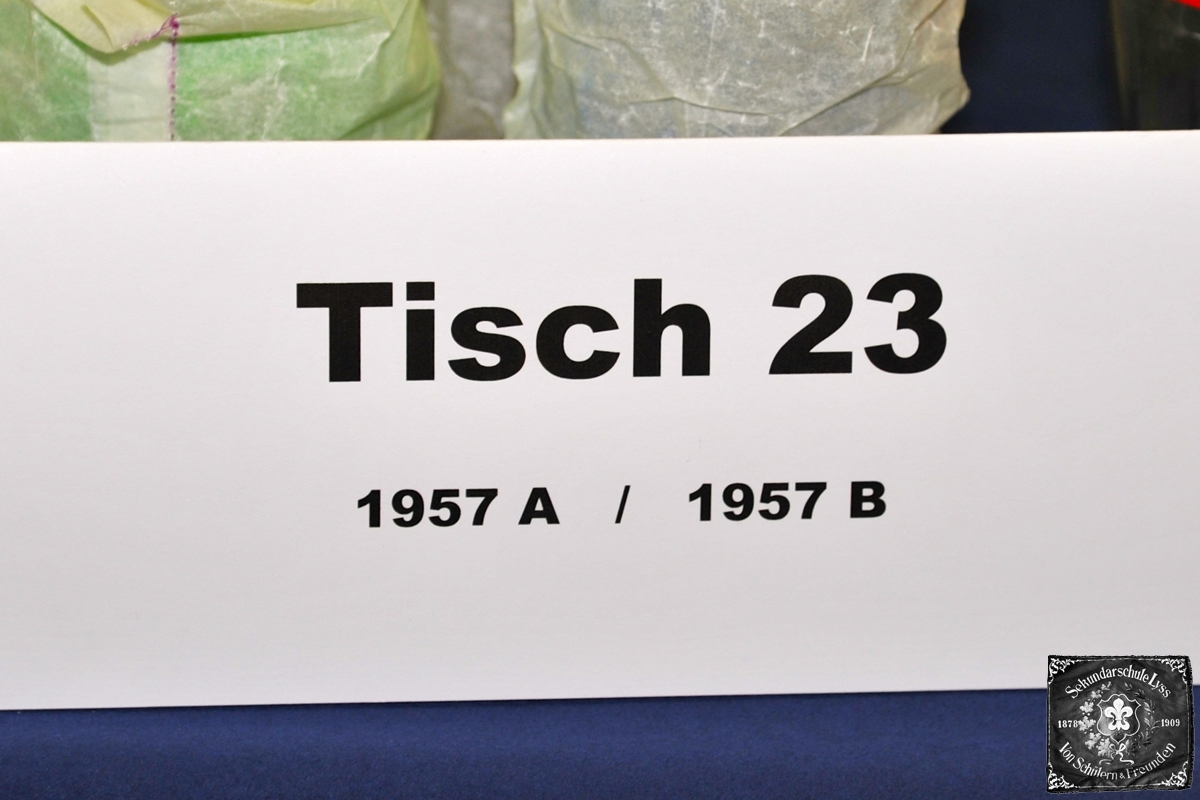 Tisch 23
1957 A / 1957 B
Sekundarschule Lyss
1878 1909
Von Schülern & Freunden